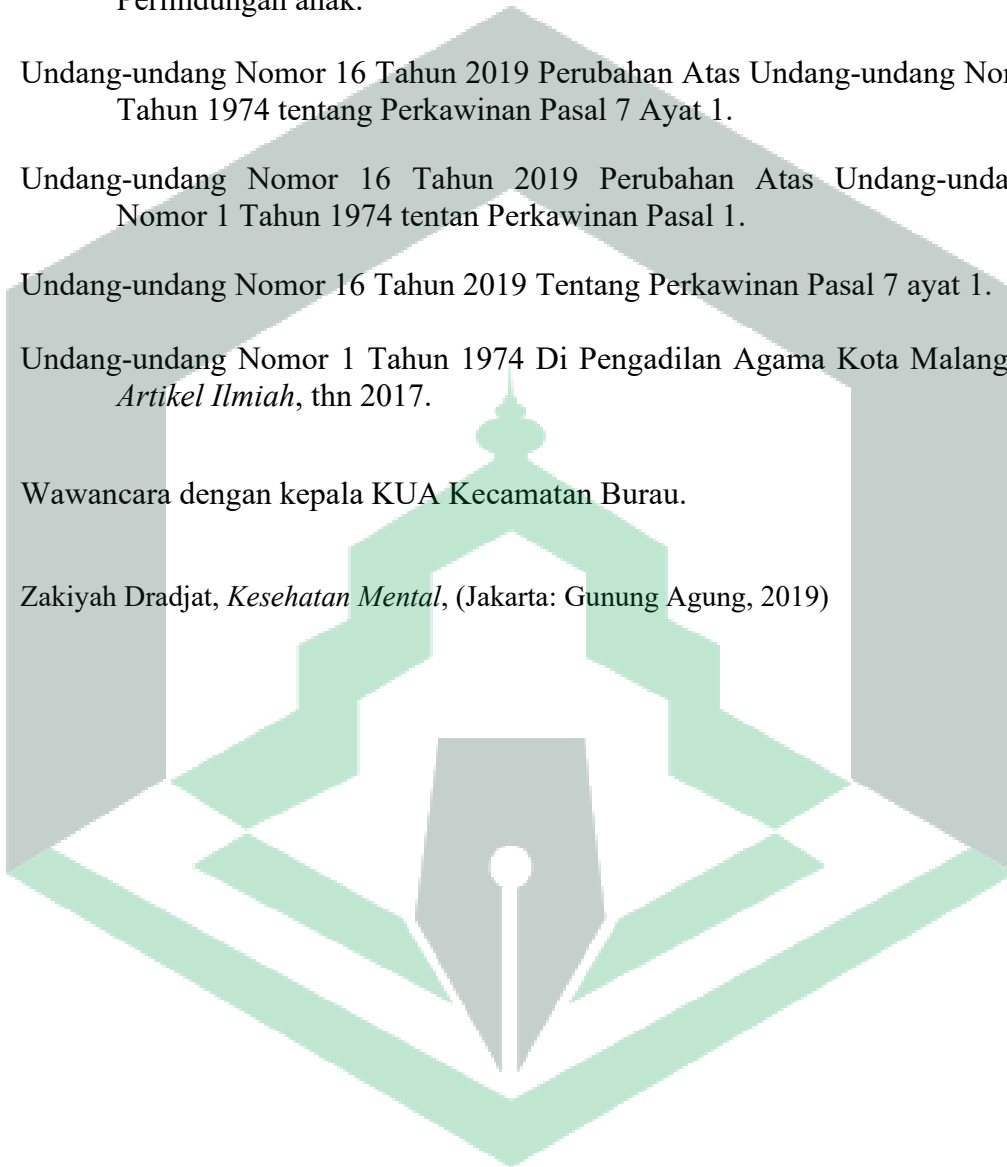 Perlindungan anak.
Undang-undang Nomor 16 Tahun 2019 Perubahan Atas Undang-undang Nor
Tahun 1974 tentang Perkawinan Pasal 7 Ayat 1.
Undang-undang Nomor 16 Tahun 2019 Perubahan Atas Undang-unda
Nomor 1 Tahun 1974 tentan Perkawinan Pasal 1.
Undang-undang Nomor 16 Tahun 2019 Tentang Perkawinan Pasal 7 ayat 1.
Undang-undang Nomor 1 Tahun 1974 Di Pengadilan Agama Kota Malang
Artikel Ilmiah, thn 2017.
Wawancara dengan kepala KUA Kecamatan Burau.
Zakiyah Dradjat, Kesehatan Mental, (Jakarta: Gunung Agung, 2019)